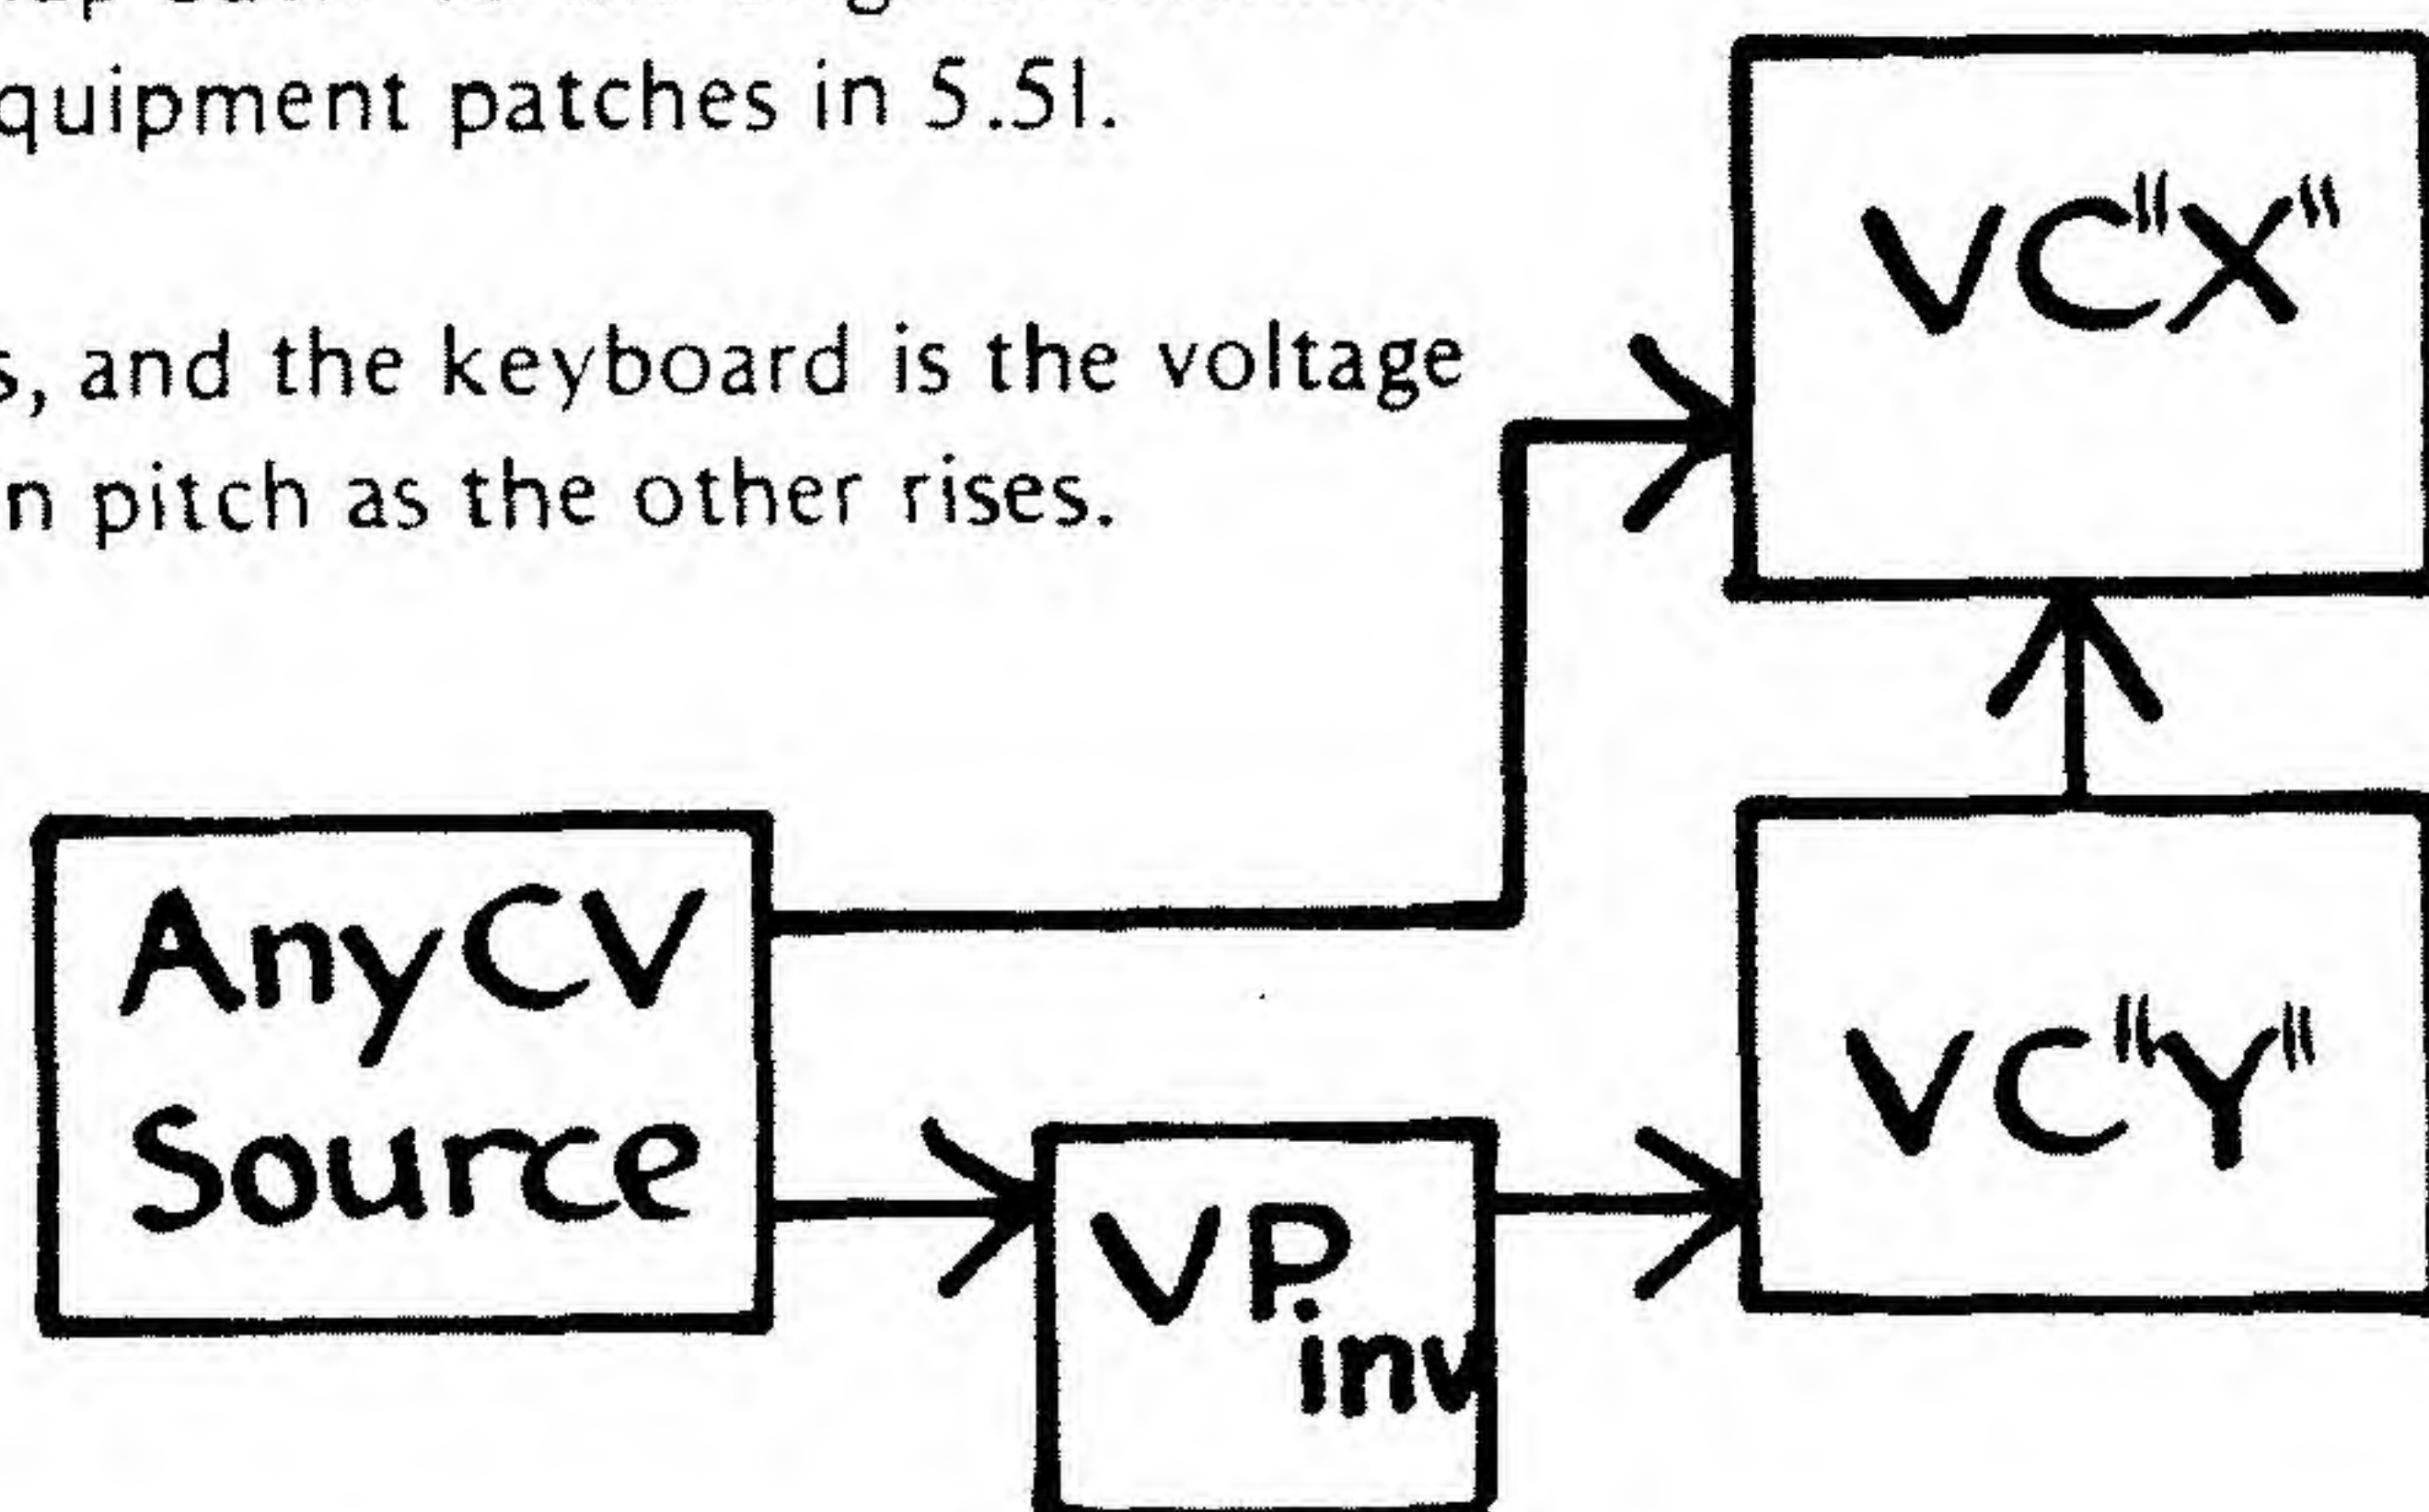 quipment patches in 5.5l.
s, and the keyboard is the voltage
n pitch as the other rises.
VC"X"
Any CV
Source
VP
inv
VC"Y"